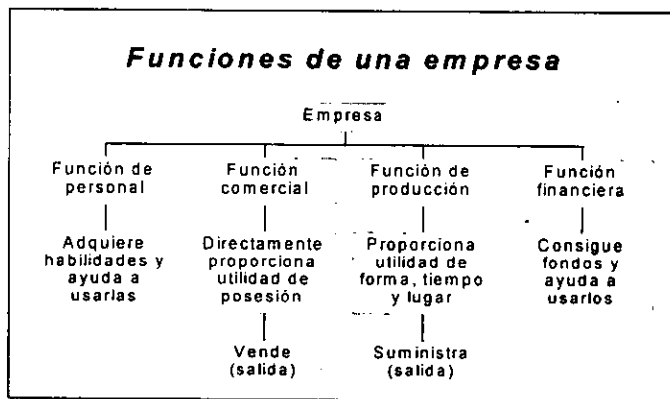 Funciones de una empresa
Empresa
Función de
personal
Función
comercial
Función de
producción
Función
financiera
Adquiere
habilidades y
ayuda a
usarlas
Directamente
proporciona
utilidad de
posesión
Proporciona
utilidad de
forma, tiempo
y lugar
Consigue
fondos y
ayuda a
usarlos
Vende
(salida)
Suministra
(salida)